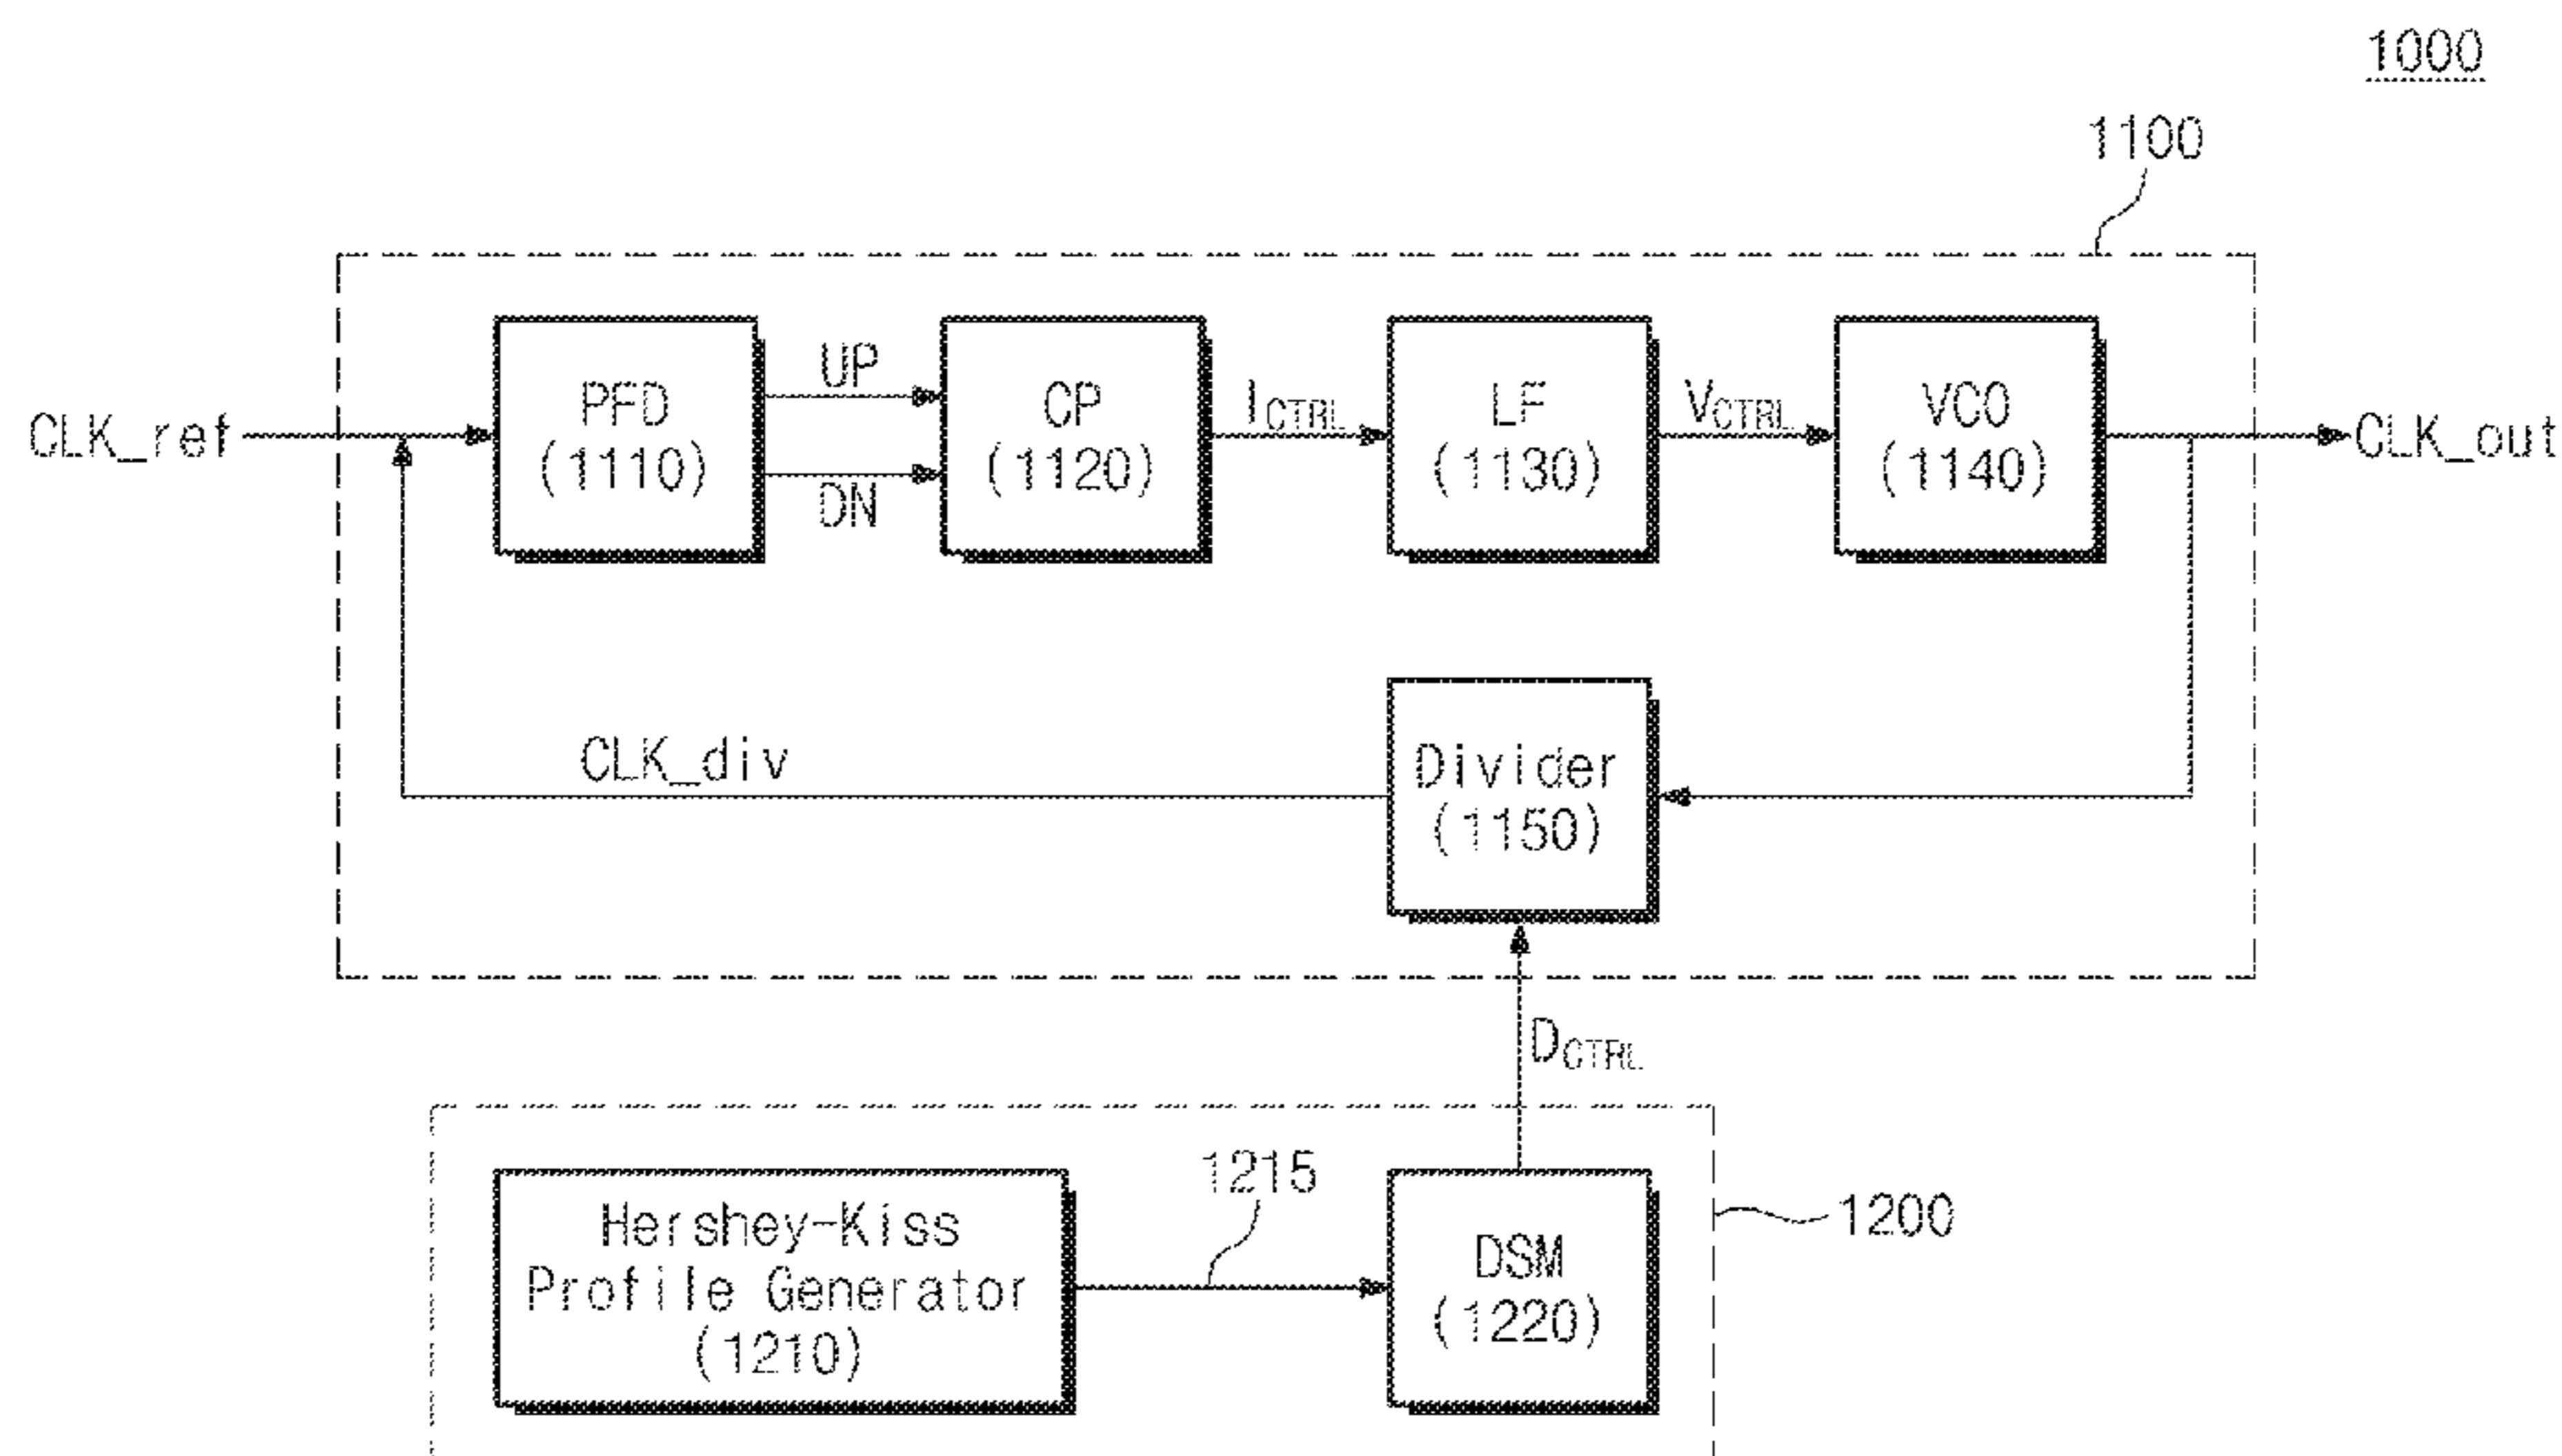 1000
1100
CLK_ref
PFD
(1110)
UP
DN
CP
(1120)
ICTRL
LF
(1130)
VCTRL
VCO
(1140)
CLK_out
CLK_div
Divider
(1150)
DCTRL
1200
Hershey-Kiss
Profile Generator
(1210)
1215
DSM
(1220)